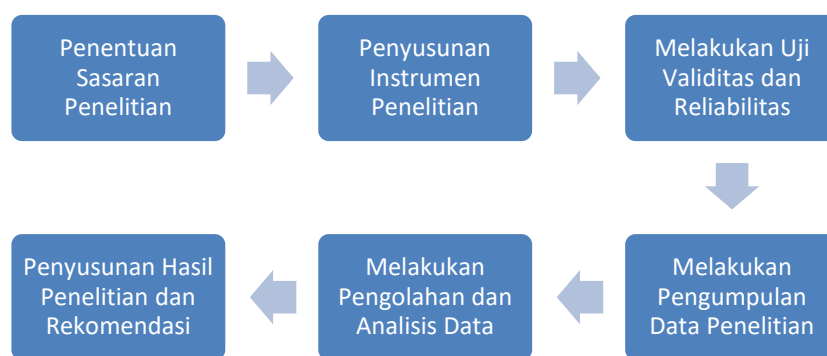 Penentuan
Sasaran
Penelitian
Penyusunan
Instrumen
Penelitian
Melakukan Uji
Validitas dan
Reliabilitas
Melakukan
Pengumpulan
Data Penelitian
Melakukan
Pengolahan dan
Analisis Data
Penyusunan Hasil
Penelitian dan
Rekomendasi